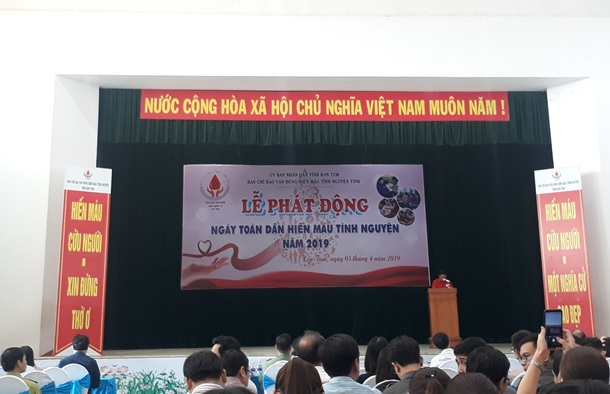 NƯỚC CỘNG HÒA XÃ HỘI CHỦ NGHĨA VIỆT NAM MUÔN NĂM !
ỦY BAN NHÂN DÂN TỈNH KON TUM
BAN CHỈ ĐẠO VẬN ĐỘNG HIẾN MÁU TÌNH NGUYỆN TỈNH
LỄ PHÁT ĐỘNG
NGÀY TOÀN DÂN HIẾN MÁU TÌNH NGUYỆN
NĂM 2019
Kon Tum, ngày 05 tháng 4 năm 2019
HIẾN MÁU
CỨU NGƯỜI
=
XIN ĐỪNG
THỜ Ơ
HIẾN MÁU
CỨU NGƯỜI
=
MỘT NGHĨA CỬ
CAO ĐẸP